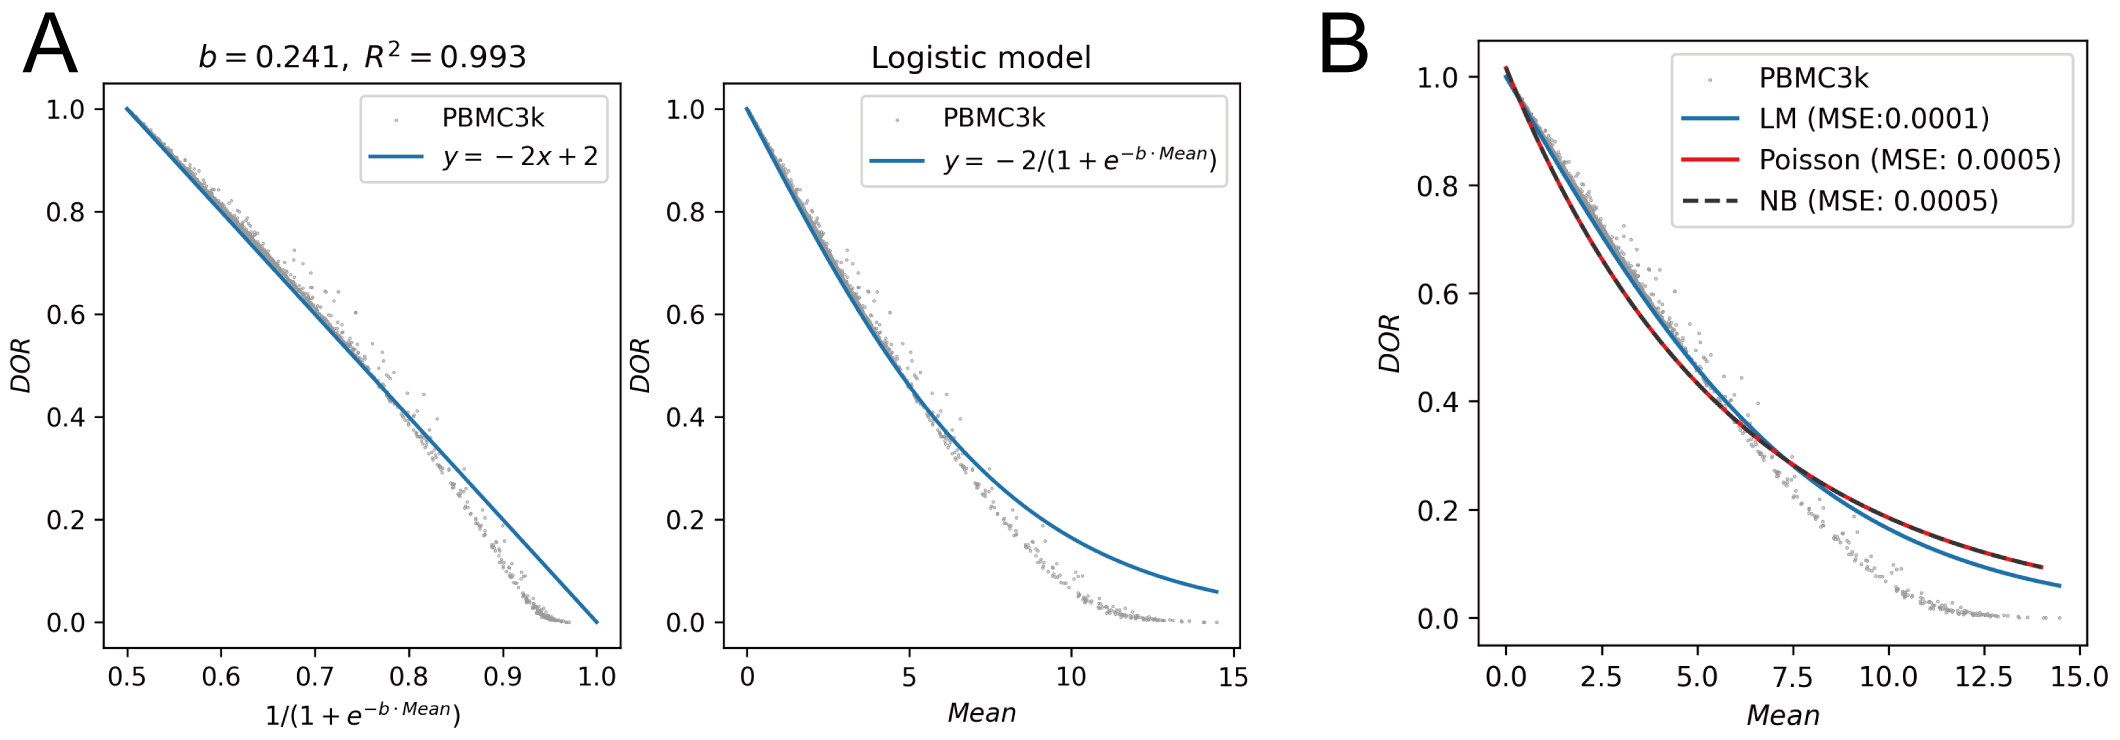 A
b = 0.241, R² = 0.993
PBMC3k
y = −2x + 2
DOR
1.0
0.8
0.6
0.4
0.2
0.0
0.5 0.6 0.7 0.8 0.9 1.0
1/(1 + e^{−b·Mean})
Logistic model
PBMC3k
y = −2/(1 + e^{−b·Mean})
DOR
1.0
0.8
0.6
0.4
0.2
0.0
0 5 10 15
Mean
B
PBMC3k
LM (MSE:0.0001)
Poisson (MSE: 0.0005)
NB (MSE: 0.0005)
DOR
1.0
0.8
0.6
0.4
0.2
0.0
0.0 2.5 5.0 7.5 10.0 12.5 15.0
Mean